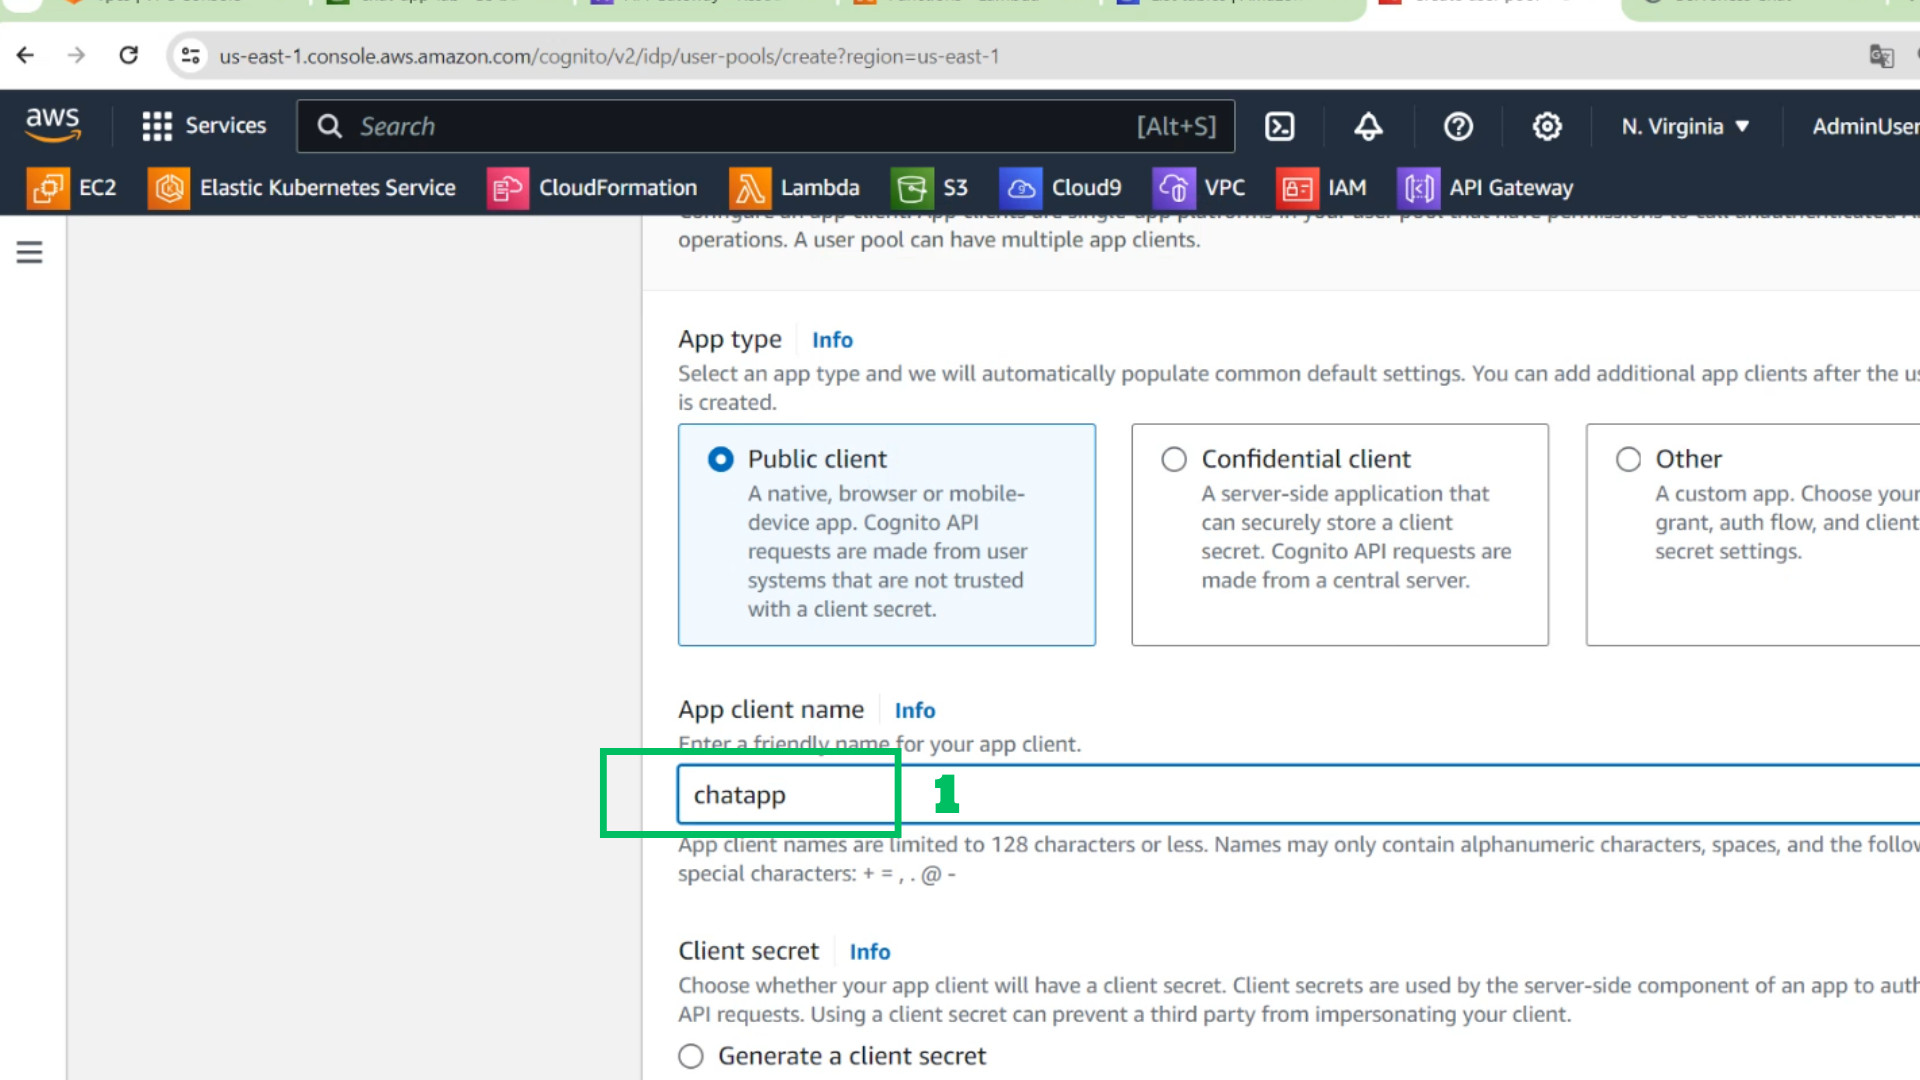 us-east-1.console.aws.amazon.com/cognito/v2/idp/user-pools/create?region=us-east-1
aws
Services
Search
[Alt+S]
N. Virginia
AdminUser
EC2
Elastic Kubernetes Service
CloudFormation
Lambda
S3
Cloud9
VPC
IAM
API Gateway
operations. A user pool can have multiple app clients.
App type
Info
Select an app type and we will automatically populate common default settings. You can add additional app clients after the us
is created.
Public client
A native, browser or mobile-
device app. Cognito API
requests are made from user
systems that are not trusted
with a client secret.
Confidential client
A server-side application that
can securely store a client
secret. Cognito API requests are
made from a central server.
Other
A custom app. Choose your
grant, auth flow, and client
secret settings.
App client name
Info
Enter a friendly name for your app client.
chatapp
1
App client names are limited to 128 characters or less. Names may only contain alphanumeric characters, spaces, and the follow
special characters: + = , . @ -
Client secret
Info
Choose whether your app client will have a client secret. Client secrets are used by the server-side component of an app to auth
API requests. Using a client secret can prevent a third party from impersonating your client.
Generate a client secret